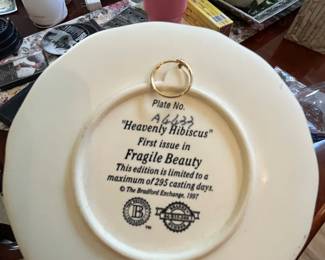 Plate No.
A6633
"Heavenly Hibiscus"
First issue in
Fragile Beauty
This edition is limited to a
maximum of 295 casting days.
© The Bradford Exchange, 1997
B
TM